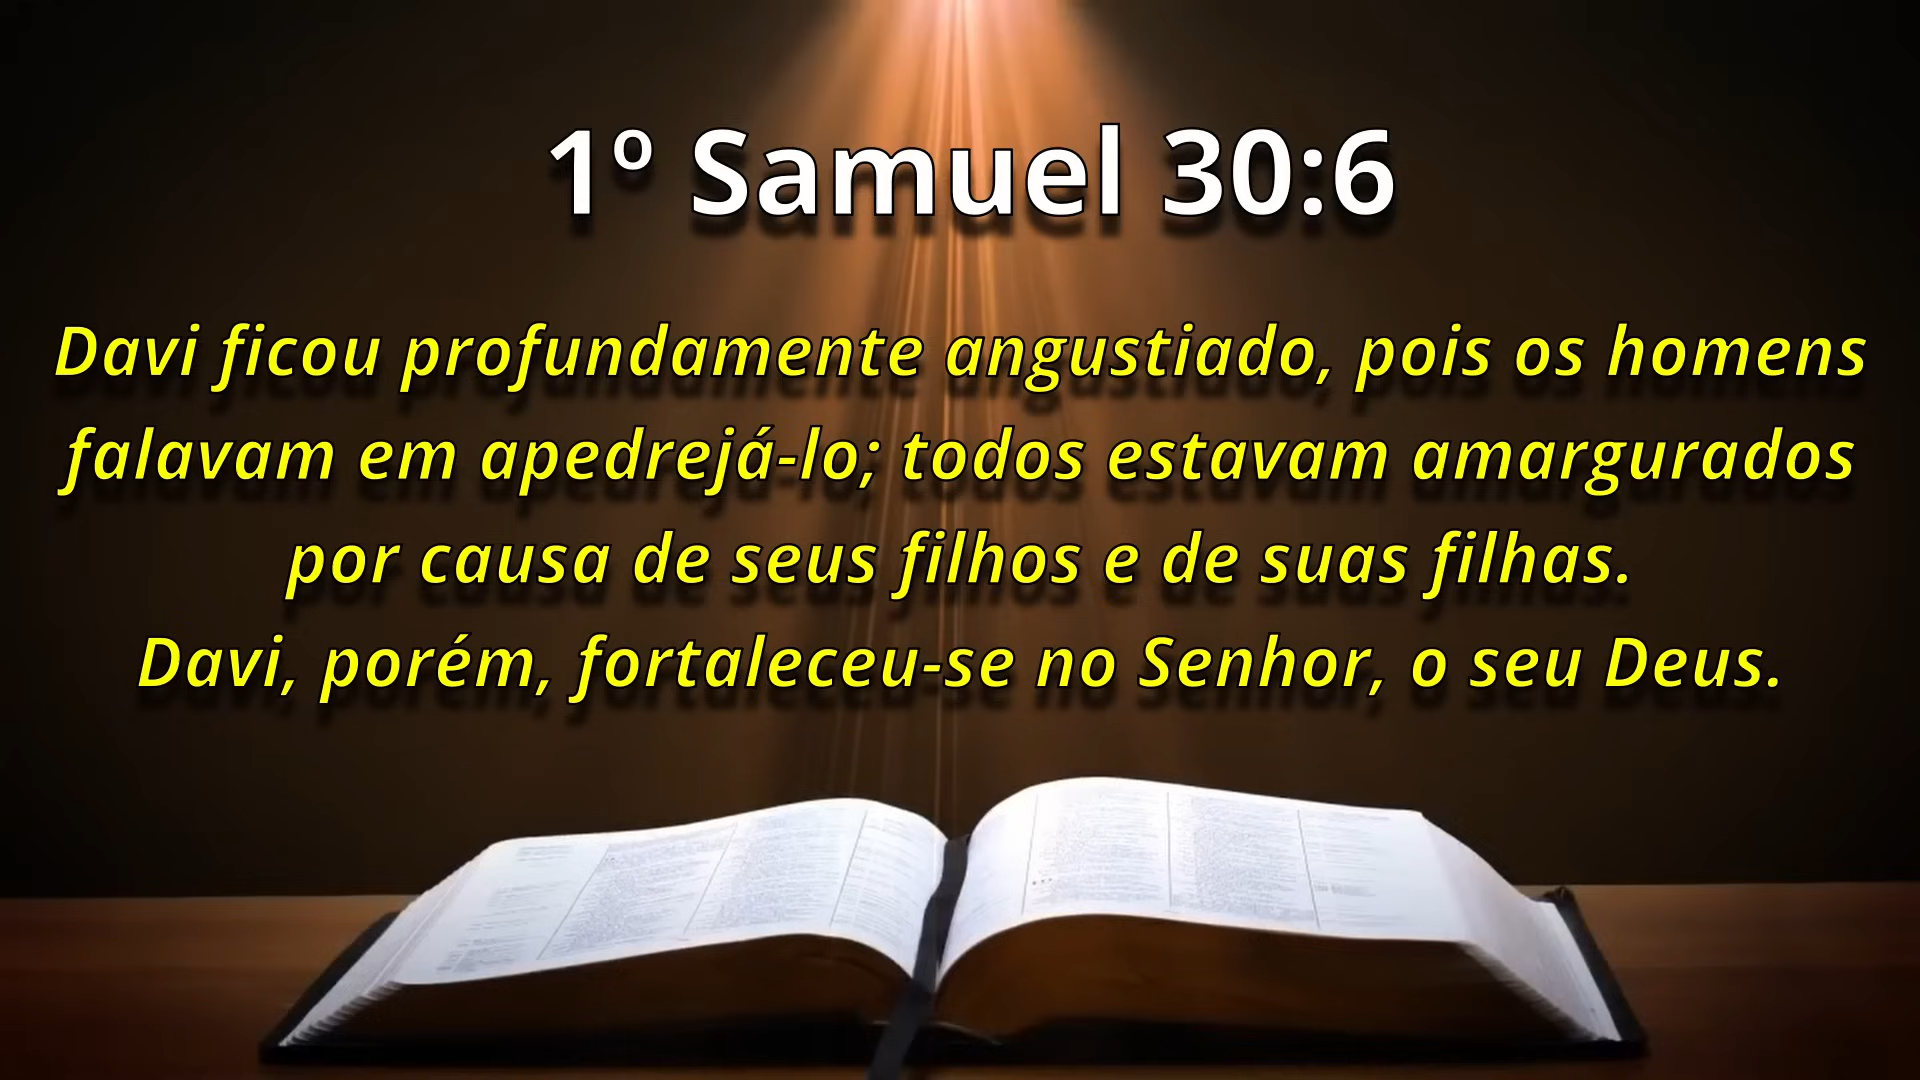 1º Samuel 30:6
Davi ficou profundamente angustiado, pois os homens
falavam em apedrejá-lo; todos estavam amargurados
por causa de seus filhos e de suas filhas.
Davi, porém, fortaleceu-se no Senhor, o seu Deus.